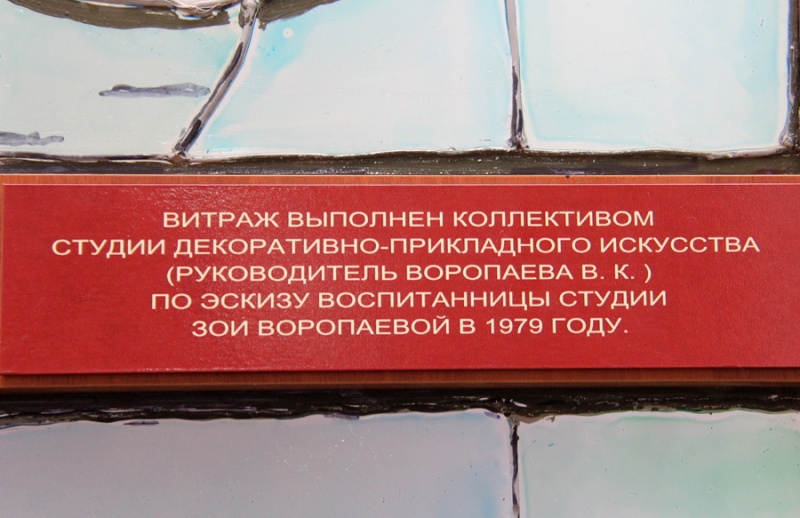 ВИТРАЖ ВЫПОЛНЕН КОЛЛЕКТИВОМ
СТУДИИ ДЕКОРАТИВНО-ПРИКЛАДНОГО ИСКУССТВА
(РУКОВОДИТЕЛЬ ВОРОПАЕВА В. К. )
ПО ЭСКИЗУ ВОСПИТАННИЦЫ СТУДИИ
ЗОИ ВОРОПАЕВОЙ В 1979 ГОДУ.